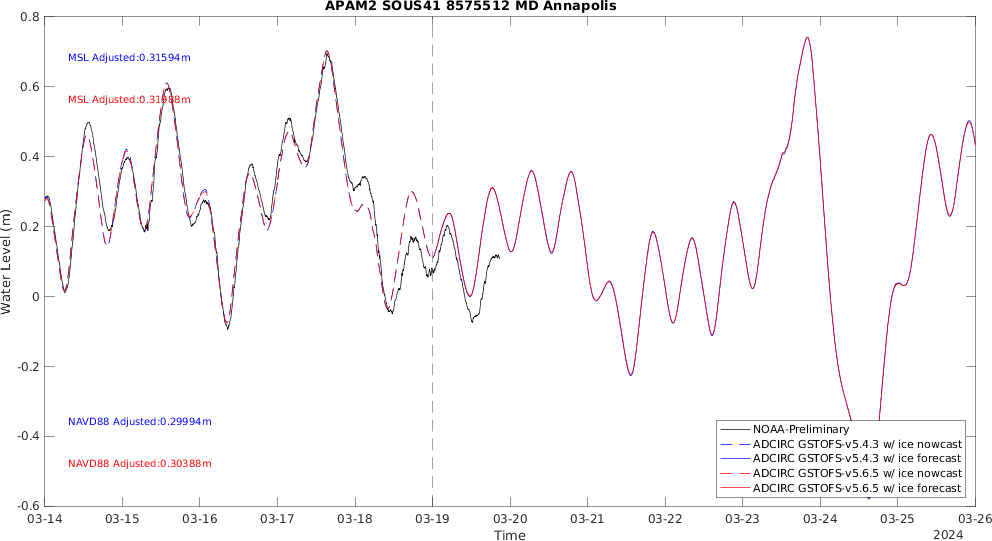 APAM2 SOUS41 8575512 MD Annapolis
0.8
0.6
0.4
0.2
0
-0.2
-0.4
-0.6
Water Level (m)
MSL Adjusted:0.31594m
MSL Adjusted:0.31988m
NAVD88 Adjusted:0.29994m
NAVD88 Adjusted:0.30388m
NOAA-Preliminary
ADCIRC GSTOFS-v5.4.3 w/ ice nowcast
ADCIRC GSTOFS-v5.4.3 w/ ice forecast
ADCIRC GSTOFS-v5.6.5 w/ ice nowcast
ADCIRC GSTOFS-v5.6.5 w/ ice forecast
03-14 03-15 03-16 03-17 03-18 03-19 03-20 03-21 03-22 03-23 03-24 03-25 03-26
Time
2024